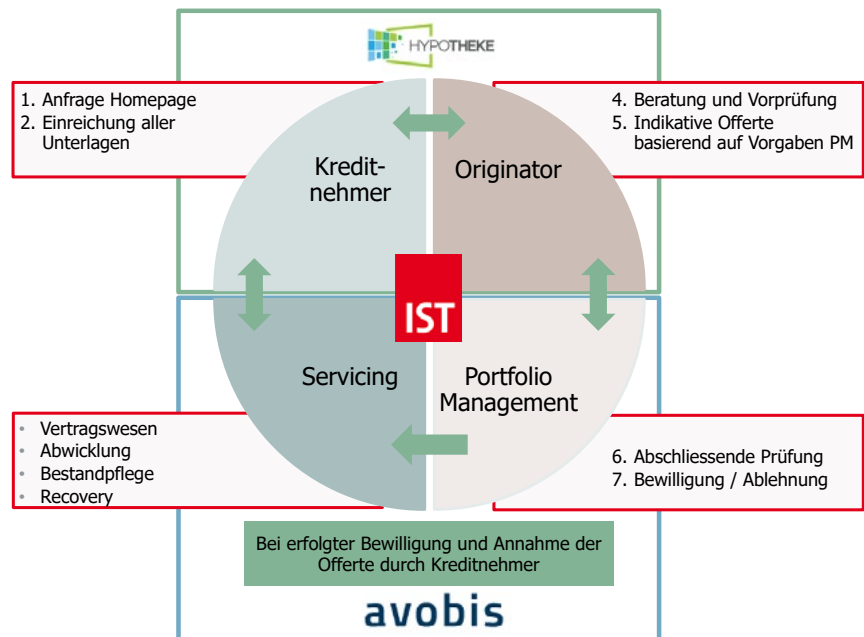 HYPOTHEKE
1. Anfrage Homepage
2. Einreichung aller
Unterlagen
4. Beratung und Vorprüfung
5. Indikative Offerte
basierend auf Vorgaben PM
Kredit-
nehmer
Originator
IST
Servicing
Portfolio
Management
• Vertragswesen
• Abwicklung
• Bestandpflege
• Recovery
6. Abschliessende Prüfung
7. Bewilligung / Ablehnung
Bei erfolgter Bewilligung und Annahme der
Offerte durch Kreditnehmer
avobis